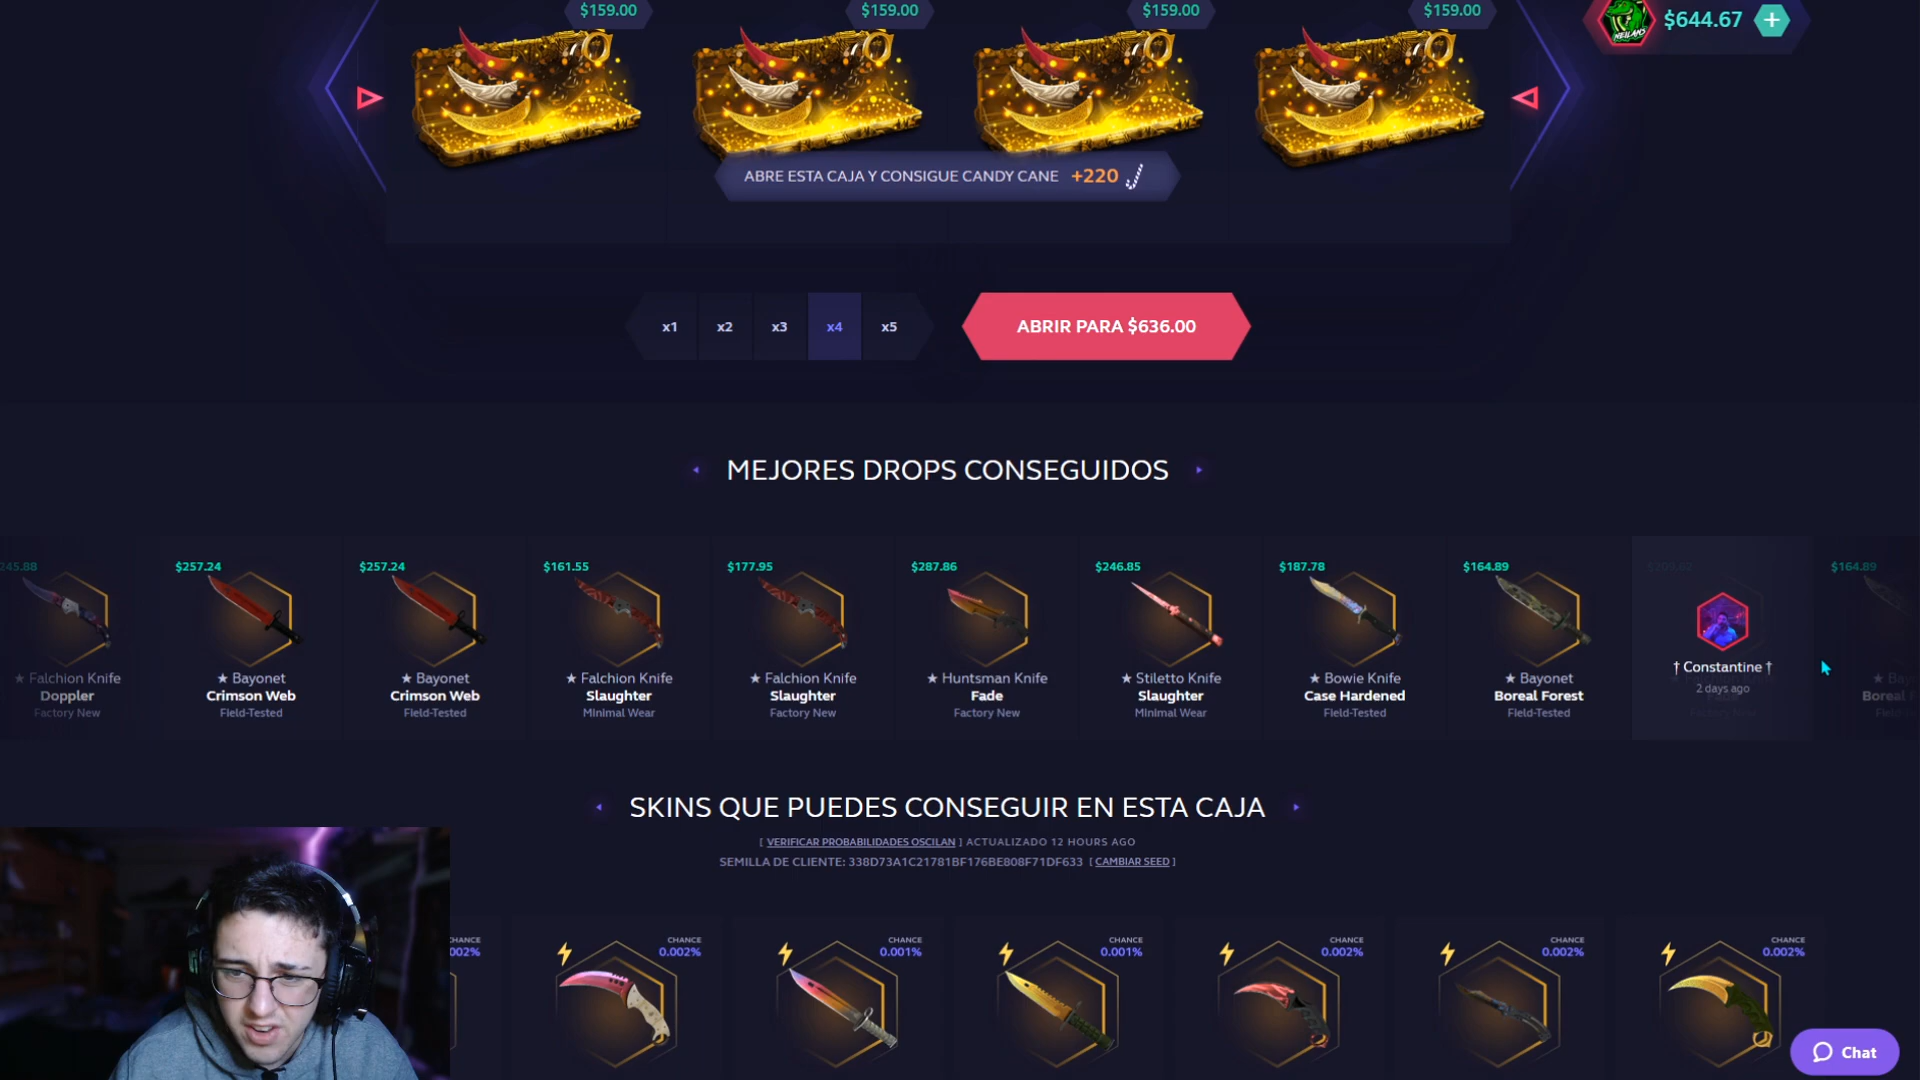 $159.00 $159.00 $159.00 $159.00
$644.67 +
ABRE ESTA CAJA Y CONSIGUE CANDY CANE +220
x1 x2 x3 x4 x5
ABRIR PARA $636.00
MEJORES DROPS CONSEGUIDOS
245.88 $257.24 $257.24 $161.55 $177.95 $287.86 $246.85 $187.78 $164.89 $164.89
★ Falchion Knife ★ Bayonet ★ Bayonet ★ Falchion Knife ★ Falchion Knife ★ Huntsman Knife ★ Stiletto Knife ★ Bowie Knife ★ Bayonet † Constantine †
Doppler Crimson Web Crimson Web Slaughter Slaughter Fade Slaughter Case Hardened Boreal Forest 2 days ago Boreal
Factory New Field-Tested Field-Tested Minimal Wear Factory New Factory New Minimal Wear Field-Tested Field-Tested
SKINS QUE PUEDES CONSEGUIR EN ESTA CAJA
[ VERIFICAR PROBABILIDADES OSCILAN ] ACTUALIZADO 12 HOURS AGO
SEMILLA DE CLIENTE: 338D73A1C21781BF176BE808F71DF633 [ CAMBIAR SEED ]
CHANCE CHANCE CHANCE CHANCE CHANCE CHANCE CHANCE
002% 0.002% 0.001% 0.001% 0.002% 0.002% 0.002%
Chat